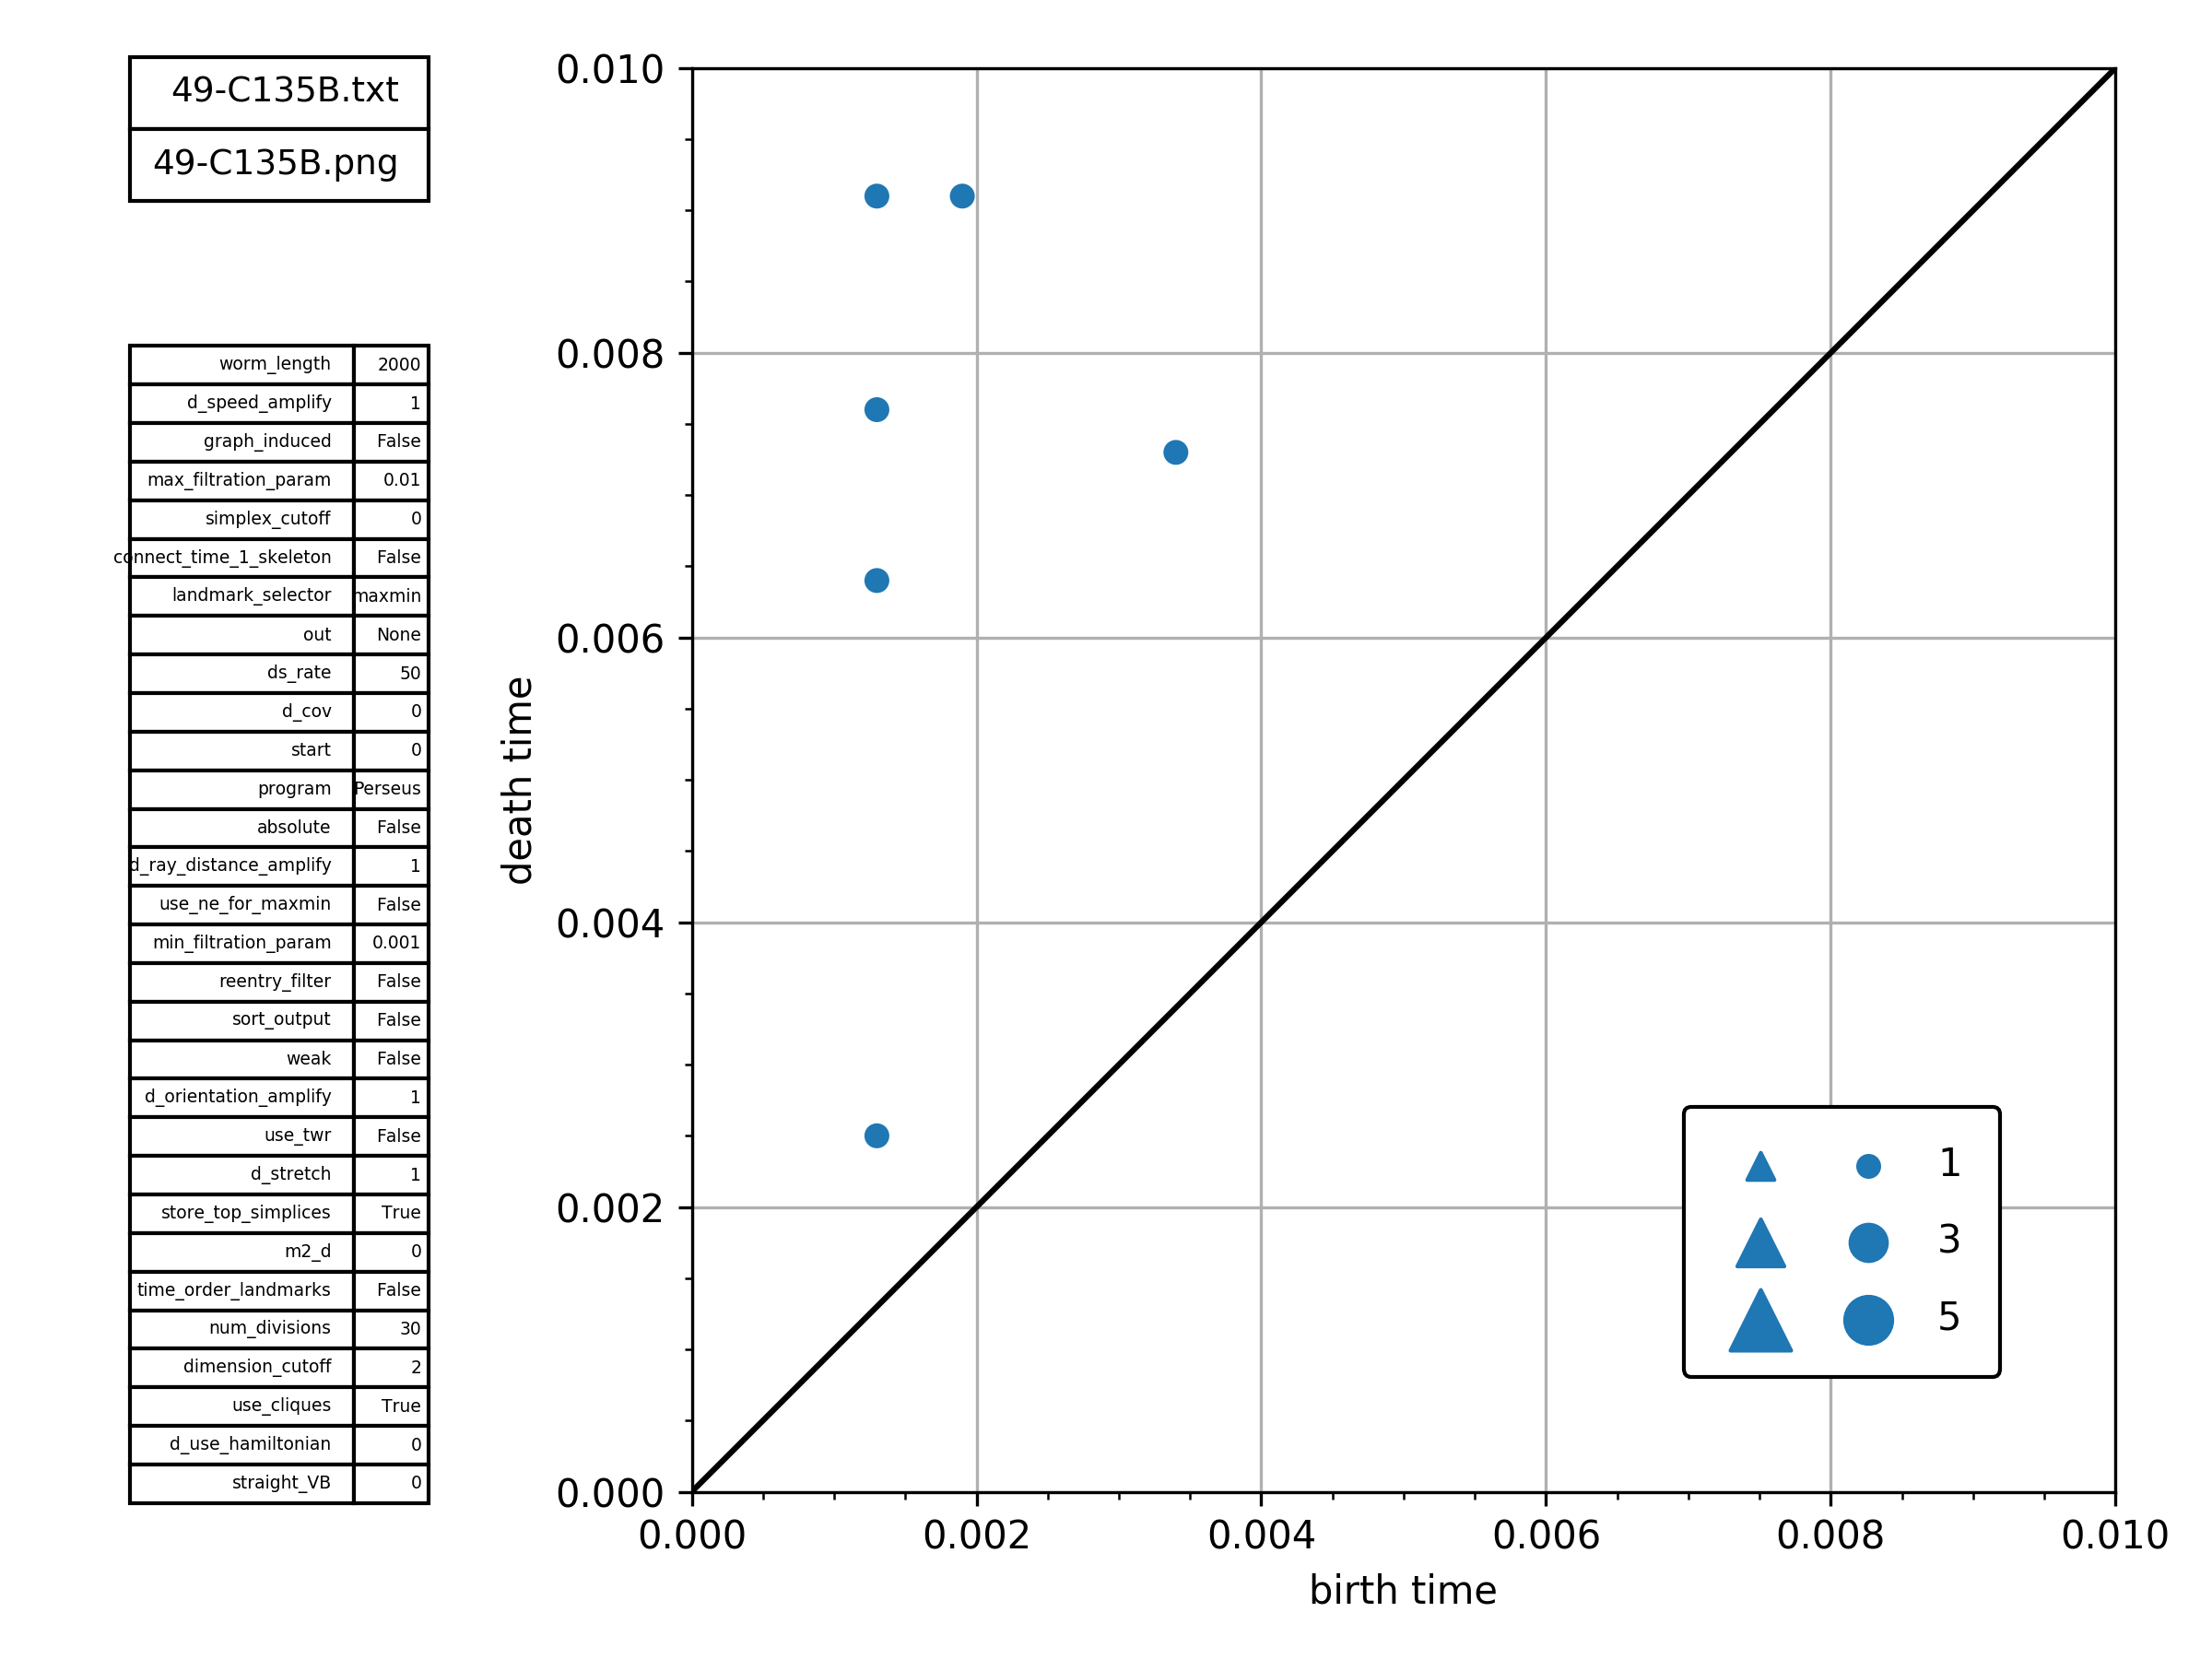 49-C135B.txt
49-C135B.png
worm_length 2000
d_speed_amplify 1
graph_induced False
max_filtration_param 0.01
simplex_cutoff 0
connect_time_1_skeleton False
landmark_selector maxmin
out None
ds_rate 50
d_cov 0
start 0
program Perseus
absolute False
d_ray_distance_amplify 1
use_ne_for_maxmin False
min_filtration_param 0.001
reentry_filter False
sort_output False
weak False
d_orientation_amplify 1
use_twr False
d_stretch 1
store_top_simplices True
m2_d 0
time_order_landmarks False
num_divisions 30
dimension_cutoff 2
use_cliques True
d_use_hamiltonian 0
straight_VB 0
death time
0.010
0.008
0.006
0.004
0.002
0.000
1
3
5
0.000 0.002 0.004 0.006 0.008 0.010
birth time